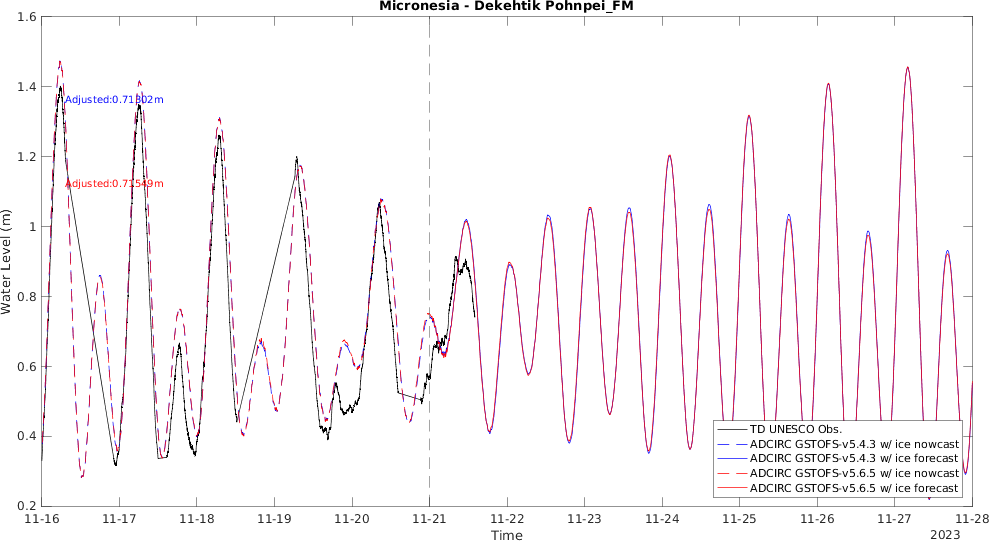 Micronesia - Dekehtik Pohnpei_FM
1.6
1.4
1.2
1
0.8
0.6
0.4
0.2
Water Level (m)
Adjusted:0.71302m
Adjusted:0.71549m
TD UNESCO Obs.
ADCIRC GSTOFS-v5.4.3 w/ ice nowcast
ADCIRC GSTOFS-v5.4.3 w/ ice forecast
ADCIRC GSTOFS-v5.6.5 w/ ice nowcast
ADCIRC GSTOFS-v5.6.5 w/ ice forecast
11-16 11-17 11-18 11-19 11-20 11-21 11-22 11-23 11-24 11-25 11-26 11-27 11-28
Time
2023